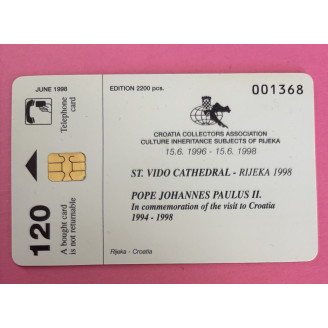 JUNE 1998
EDITION 2200 pcs.
001368
Telephone
card
CROATIA COLLECTORS ASSOCIATION
CULTURE INHERITANCE SUBJECTS OF RIJEKA
15.6. 1996 - 15.6. 1998
ST. VIDO CATHEDRAL - RIJEKA 1998
POPE JOHANNES PAULUS II.
In commemoration of the visit to Croatia
1994 - 1998
120
A bought card
is not returnable
Rijeka - Croatia